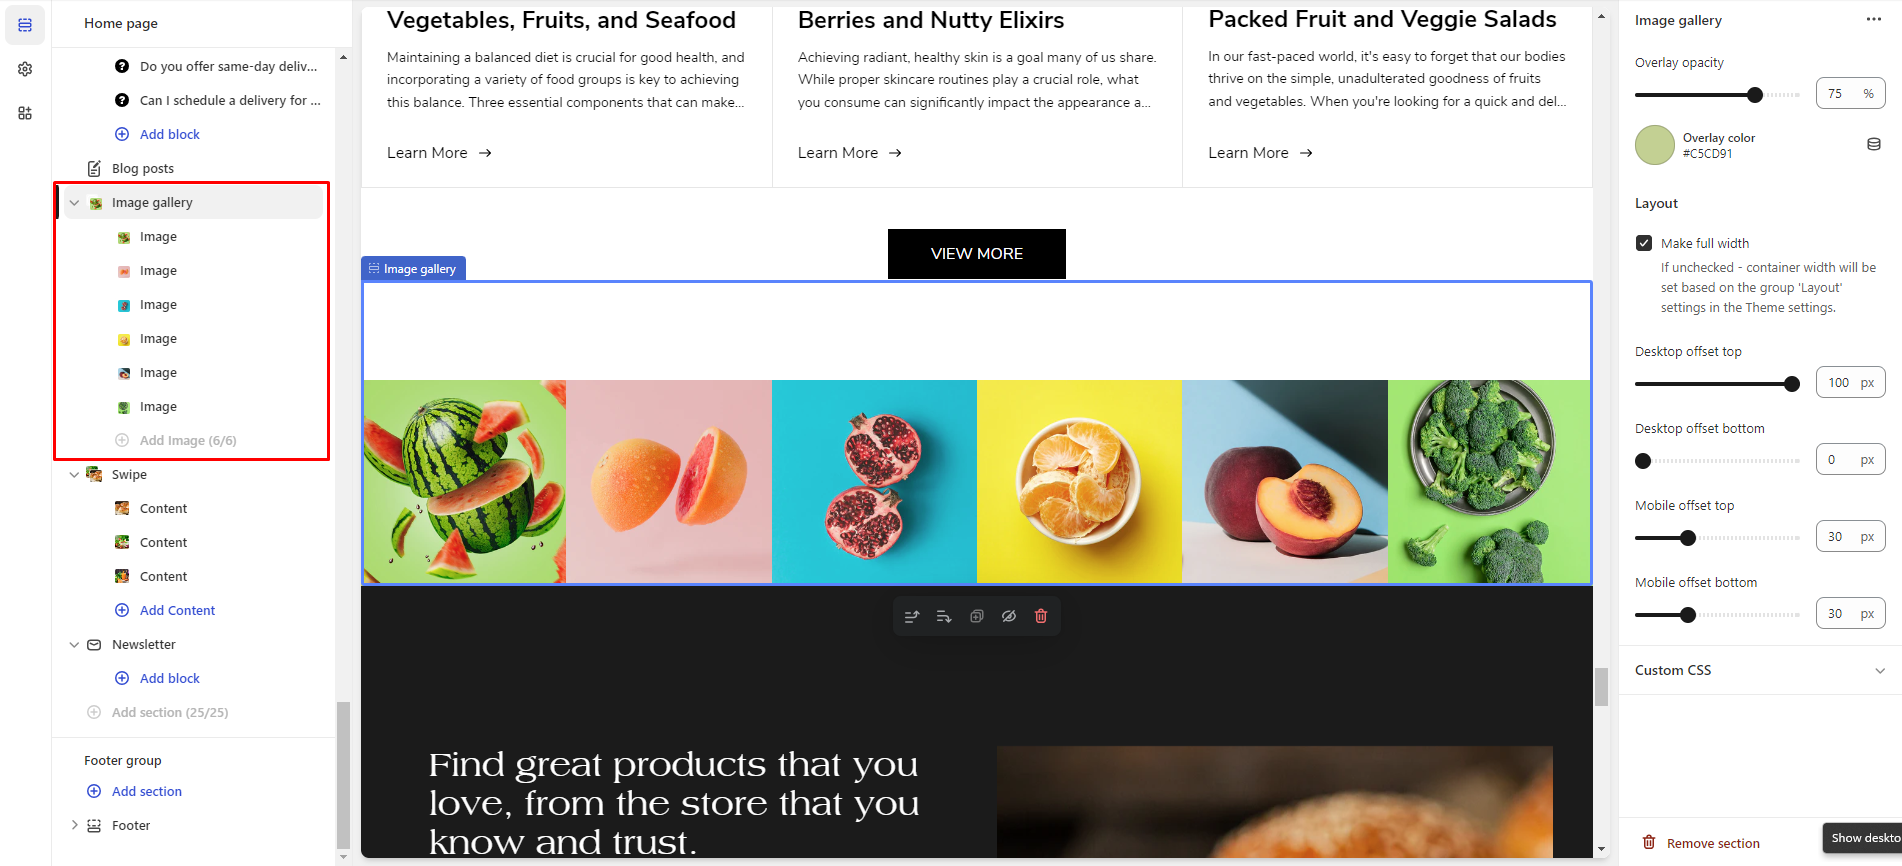 Home page
Do you offer same-day deliv...
Can I schedule a delivery for ...
Add block
Blog posts
Image gallery
Image
Image
Image
Image
Image
Image
Add Image (6/6)
Swipe
Content
Content
Content
Add Content
Newsletter
Add block
Add section (25/25)
Footer group
Add section
Footer
Vegetables, Fruits, and Seafood
Maintaining a balanced diet is crucial for good health, and
incorporating a variety of food groups is key to achieving
this balance. Three essential components that can make...
Learn More
Berries and Nutty Elixirs
Achieving radiant, healthy skin is a goal many of us share.
While proper skincare routines play a crucial role, what
you consume can significantly impact the appearance a...
Learn More
Packed Fruit and Veggie Salads
In our fast-paced world, it's easy to forget that our bodies
thrive on the simple, unadulterated goodness of fruits
and vegetables. When you're looking for a quick and del...
Learn More
VIEW MORE
Image gallery
Find great products that you
love, from the store that you
know and trust.
Image gallery
Overlay opacity
75 %
Overlay color
#C5CD91
Layout
Make full width
If unchecked - container width will be
set based on the group 'Layout'
settings in the Theme settings.
Desktop offset top
100 px
Desktop offset bottom
0 px
Mobile offset top
30 px
Mobile offset bottom
30 px
Custom CSS
Remove section
Show deskto